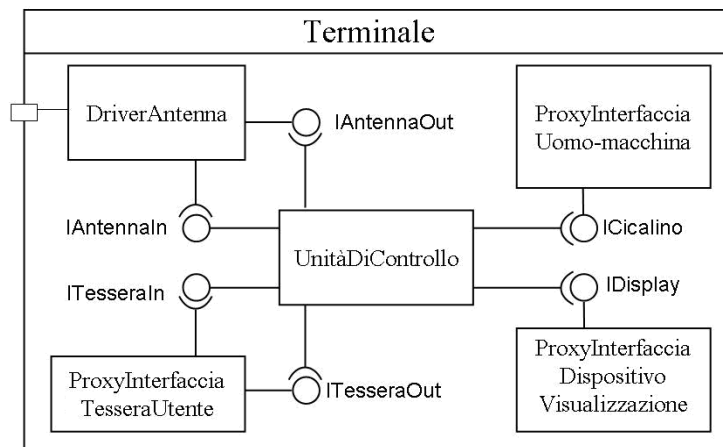 Terminale
DriverAntenna
IAntennaOut
ProxyInterfaccia
Uomo-macchina
IAntennaIn
UnitàDiControllo
ICicalino
ITesseraIn
IDisplay
ProxyInterfaccia
TesseraUtente
ITesseraOut
ProxyInterfaccia
Dispositivo
Visualizzazione